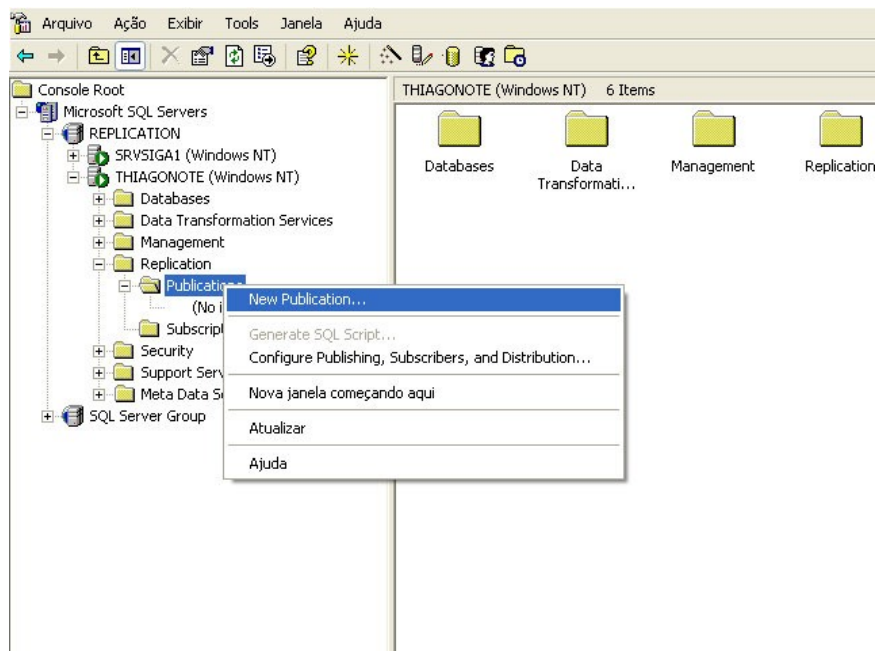 Arquivo Ação Exibir Tools Janela Ajuda
Console Root
Microsoft SQL Servers
REPLICATION
SRVSIGA1 (Windows NT)
THIAGONOTE (Windows NT)
Databases
Data Transformation Services
Management
Replication
Publications
(No i
Subscript
Security
Support Serv
Meta Data S
SQL Server Group
THIAGONOTE (Windows NT) 6 Items
Databases
Data
Transformati...
Management
Replication
New Publication...
Generate SQL Script...
Configure Publishing, Subscribers, and Distribution...
Nova janela começando aqui
Atualizar
Ajuda